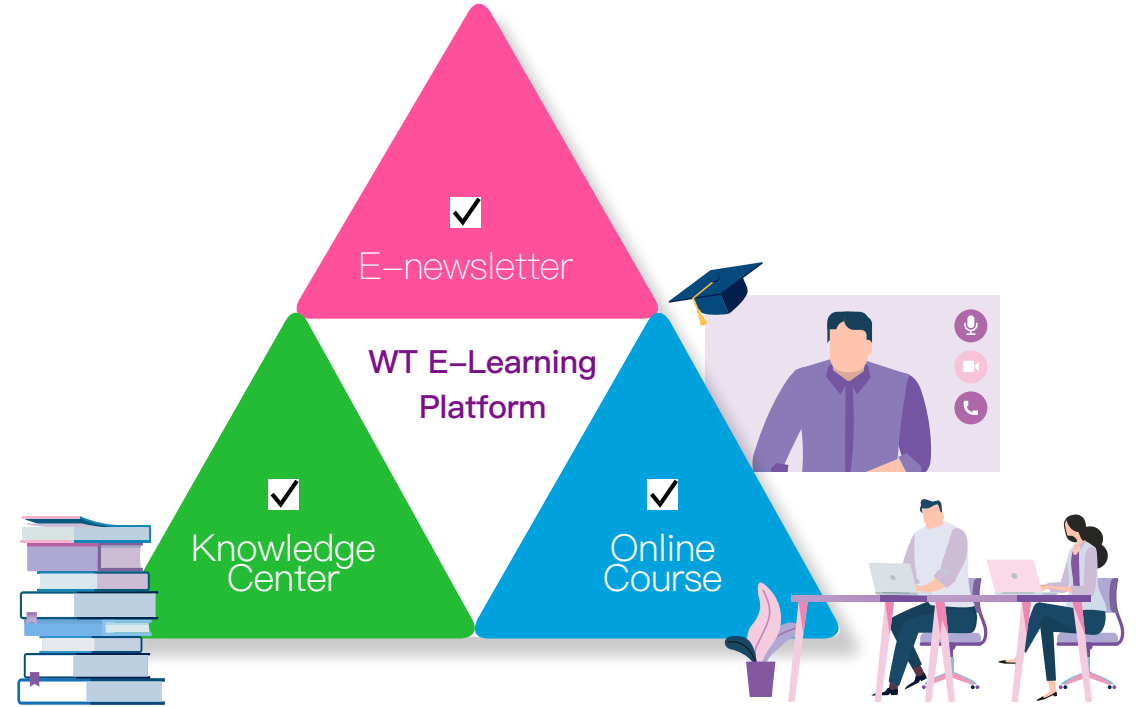 E–newsletter
WT E–Learning
Platform
Knowledge
Center
Online
Course